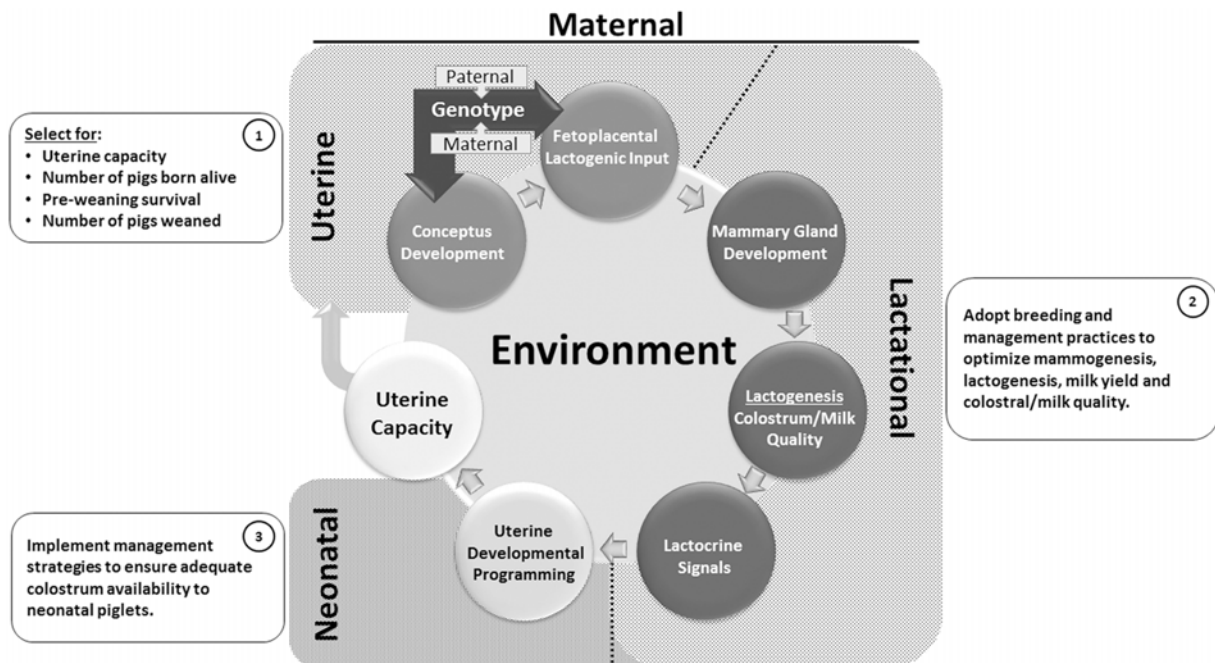 Maternal
Uterine
Paternal
Genotype
Maternal
Fetoplacental
Lactogenic Input
1
Select for:
• Uterine capacity
• Number of pigs born alive
• Pre-weaning survival
• Number of pigs weaned
Conceptus
Development
Mammary Gland
Development
Lactational
2
Adopt breeding and
management practices to
optimize mammogenesis,
lactogenesis, milk yield and
colostral/milk quality.
Environment
Uterine
Capacity
Lactogenesis
Colostrum/Milk
Quality
Neonatal
3
Implement management
strategies to ensure adequate
colostrum availability to
neonatal piglets.
Uterine
Developmental
Programming
Lactocrine
Signals